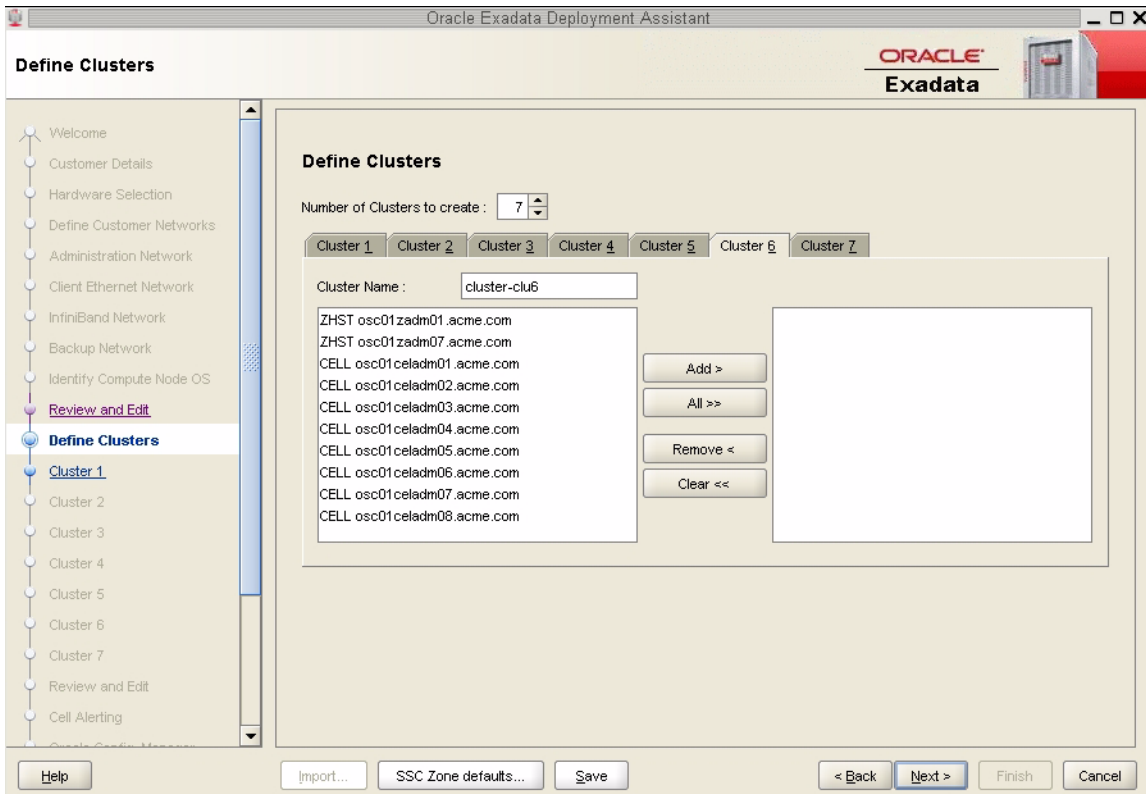 Oracle Exadata Deployment Assistant
Define Clusters
ORACLE
Exadata
Welcome
Customer Details
Hardware Selection
Define Customer Networks
Administration Network
Client Ethernet Network
InfiniBand Network
Backup Network
Identify Compute Node OS
Review and Edit
Define Clusters
Cluster 1
Cluster 2
Cluster 3
Cluster 4
Cluster 5
Cluster 6
Cluster 7
Review and Edit
Cell Alerting
Define Clusters
Number of Clusters to create : 7
Cluster 1 Cluster 2 Cluster 3 Cluster 4 Cluster 5 Cluster 6 Cluster 7
Cluster Name : cluster-clu6
ZHST osc01zadm01.acme.com
ZHST osc01zadm07.acme.com
CELL osc01celadm01.acme.com
CELL osc01celadm02.acme.com
CELL osc01celadm03.acme.com
CELL osc01celadm04.acme.com
CELL osc01celadm05.acme.com
CELL osc01celadm06.acme.com
CELL osc01celadm07.acme.com
CELL osc01celadm08.acme.com
Add >
All >>
Remove <
Clear <<
Help Import... SSC Zone defaults... Save < Back Next > Finish Cancel